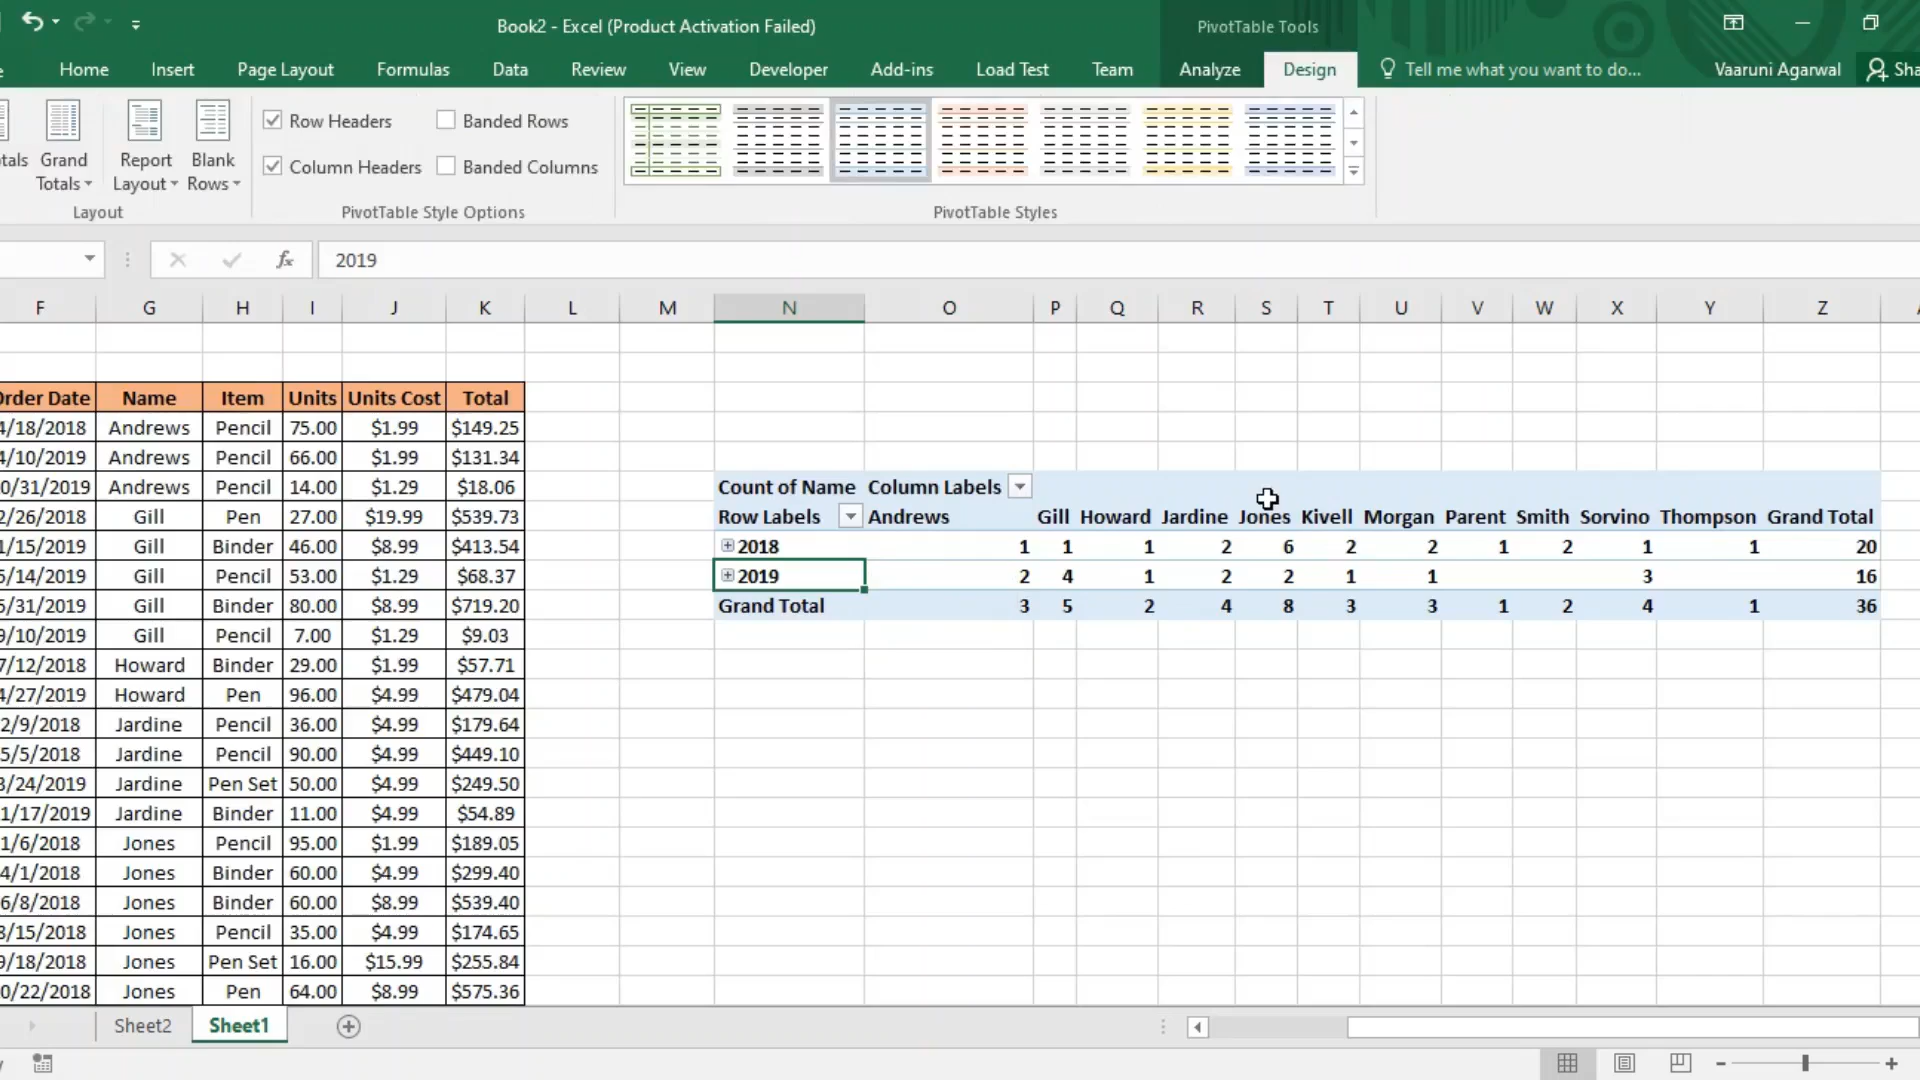 Book2 - Excel (Product Activation Failed)
PivotTable Tools
Home Insert Page Layout Formulas Data Review View Developer Add-ins Load Test Team Analyze Design Tell me what you want to do... Vaaruni Agarwal Sha
Grand Totals
Report Layout
Blank Rows
Row Headers
Banded Rows
Column Headers
Banded Columns
Layout
PivotTable Style Options
PivotTable Styles
fx 2019
F G H I J K L M N O P Q R S T U V W X Y Z
Order Date Name Item Units Units Cost Total
4/18/2018 Andrews Pencil 75.00 $1.99 $149.25
4/10/2019 Andrews Pencil 66.00 $1.99 $131.34
0/31/2019 Andrews Pencil 14.00 $1.29 $18.06
2/26/2018 Gill Pen 27.00 $19.99 $539.73
1/15/2019 Gill Binder 46.00 $8.99 $413.54
5/14/2019 Gill Pencil 53.00 $1.29 $68.37
5/31/2019 Gill Binder 80.00 $8.99 $719.20
9/10/2019 Gill Pencil 7.00 $1.29 $9.03
7/12/2018 Howard Binder 29.00 $1.99 $57.71
4/27/2019 Howard Pen 96.00 $4.99 $479.04
2/9/2018 Jardine Pencil 36.00 $4.99 $179.64
5/5/2018 Jardine Pencil 90.00 $4.99 $449.10
3/24/2019 Jardine Pen Set 50.00 $4.99 $249.50
1/17/2019 Jardine Binder 11.00 $4.99 $54.89
1/6/2018 Jones Pencil 95.00 $1.99 $189.05
4/1/2018 Jones Binder 60.00 $4.99 $299.40
6/8/2018 Jones Binder 60.00 $8.99 $539.40
8/15/2018 Jones Pencil 35.00 $4.99 $174.65
9/18/2018 Jones Pen Set 16.00 $15.99 $255.84
0/22/2018 Jones Pen 64.00 $8.99 $575.36
Count of Name Column Labels
Row Labels Andrews Gill Howard Jardine Jones Kivell Morgan Parent Smith Sorvino Thompson Grand Total
2018 1 1 1 2 6 2 2 1 2 1 1 20
2019 2 4 1 2 2 1 1 3 16
Grand Total 3 5 2 4 8 3 3 1 2 4 1 36
Sheet2 Sheet1